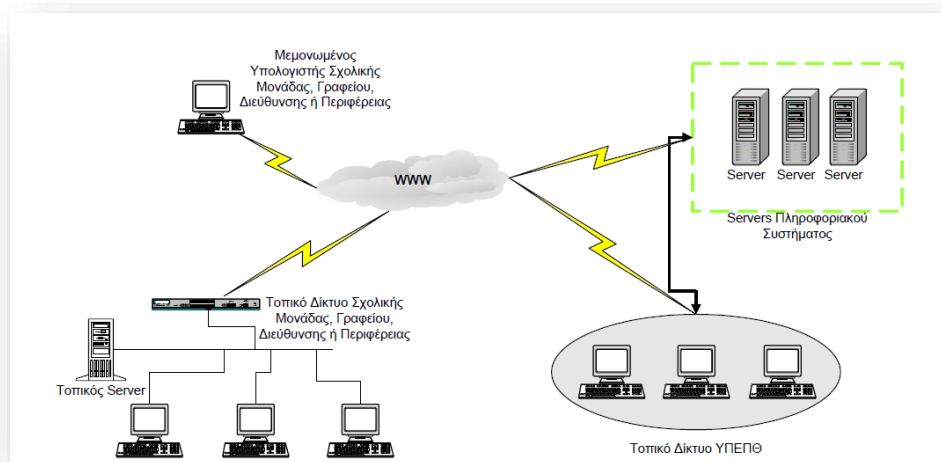 Μεμονωμένος
Υπολογιστής Σχολικής
Μονάδας, Γραφείου,
Διεύθυνσης ή Περιφέρειας
www
Server
Server
Server
Servers Πληροφοριακού
Συστήματος
Τοπικό Δίκτυο Σχολικής
Μονάδας, Γραφείου,
Διεύθυνσης ή Περιφέρειας
Τοπικός Server
Τοπικό Δίκτυο ΥΠΕΠΘ